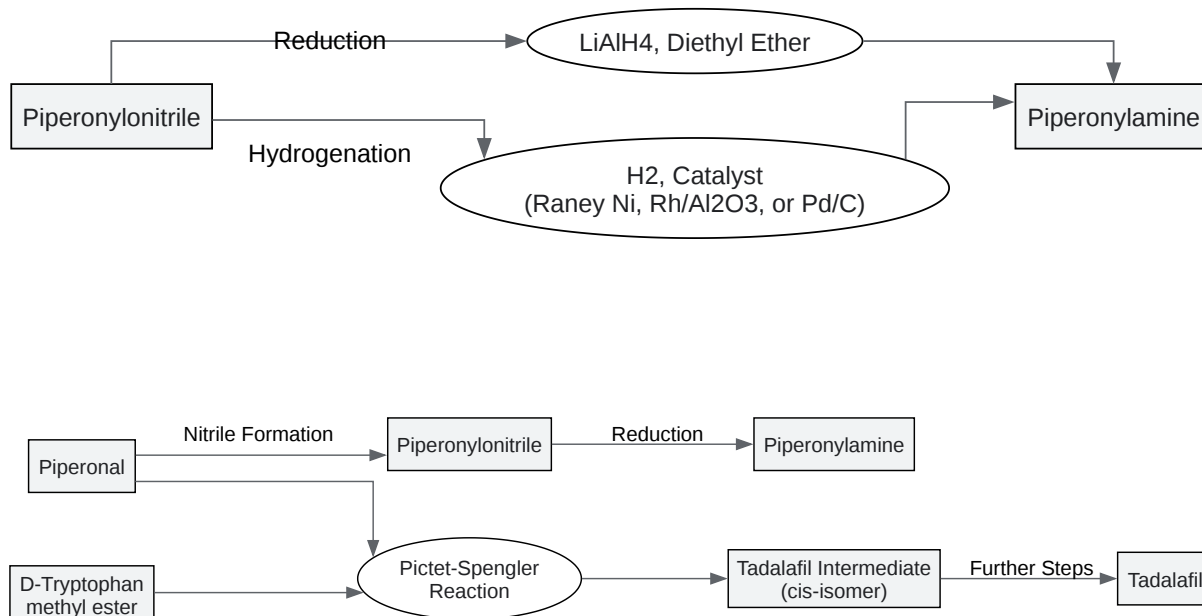 Reduction
LiAlH4, Diethyl Ether
Piperonylonitrile
Piperonylamine
Hydrogenation
H2, Catalyst
(Raney Ni, Rh/Al2O3, or Pd/C)
Nitrile Formation
Piperonylonitrile
Reduction
Piperonylamine
Piperonal
Pictet-Spengler
Reaction
Tadalafil Intermediate
(cis-isomer)
Further Steps
Tadalafil
D-Tryptophan
methyl ester